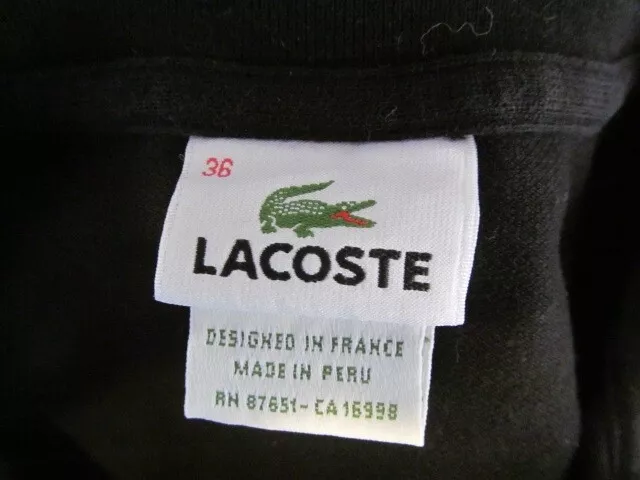 36
LACOSTE
DESIGNED IN FRANCE
MADE IN PERU
RN 87651-CA 16998